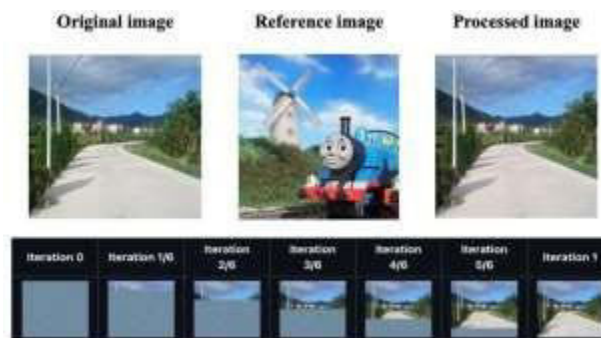 Original image
Reference image
Processed image
Iteration 0
Iteration 1/6
Iteration
2/6
Iteration
3/6
Iteration
4/6
Iteration
5/6
Iteration 1